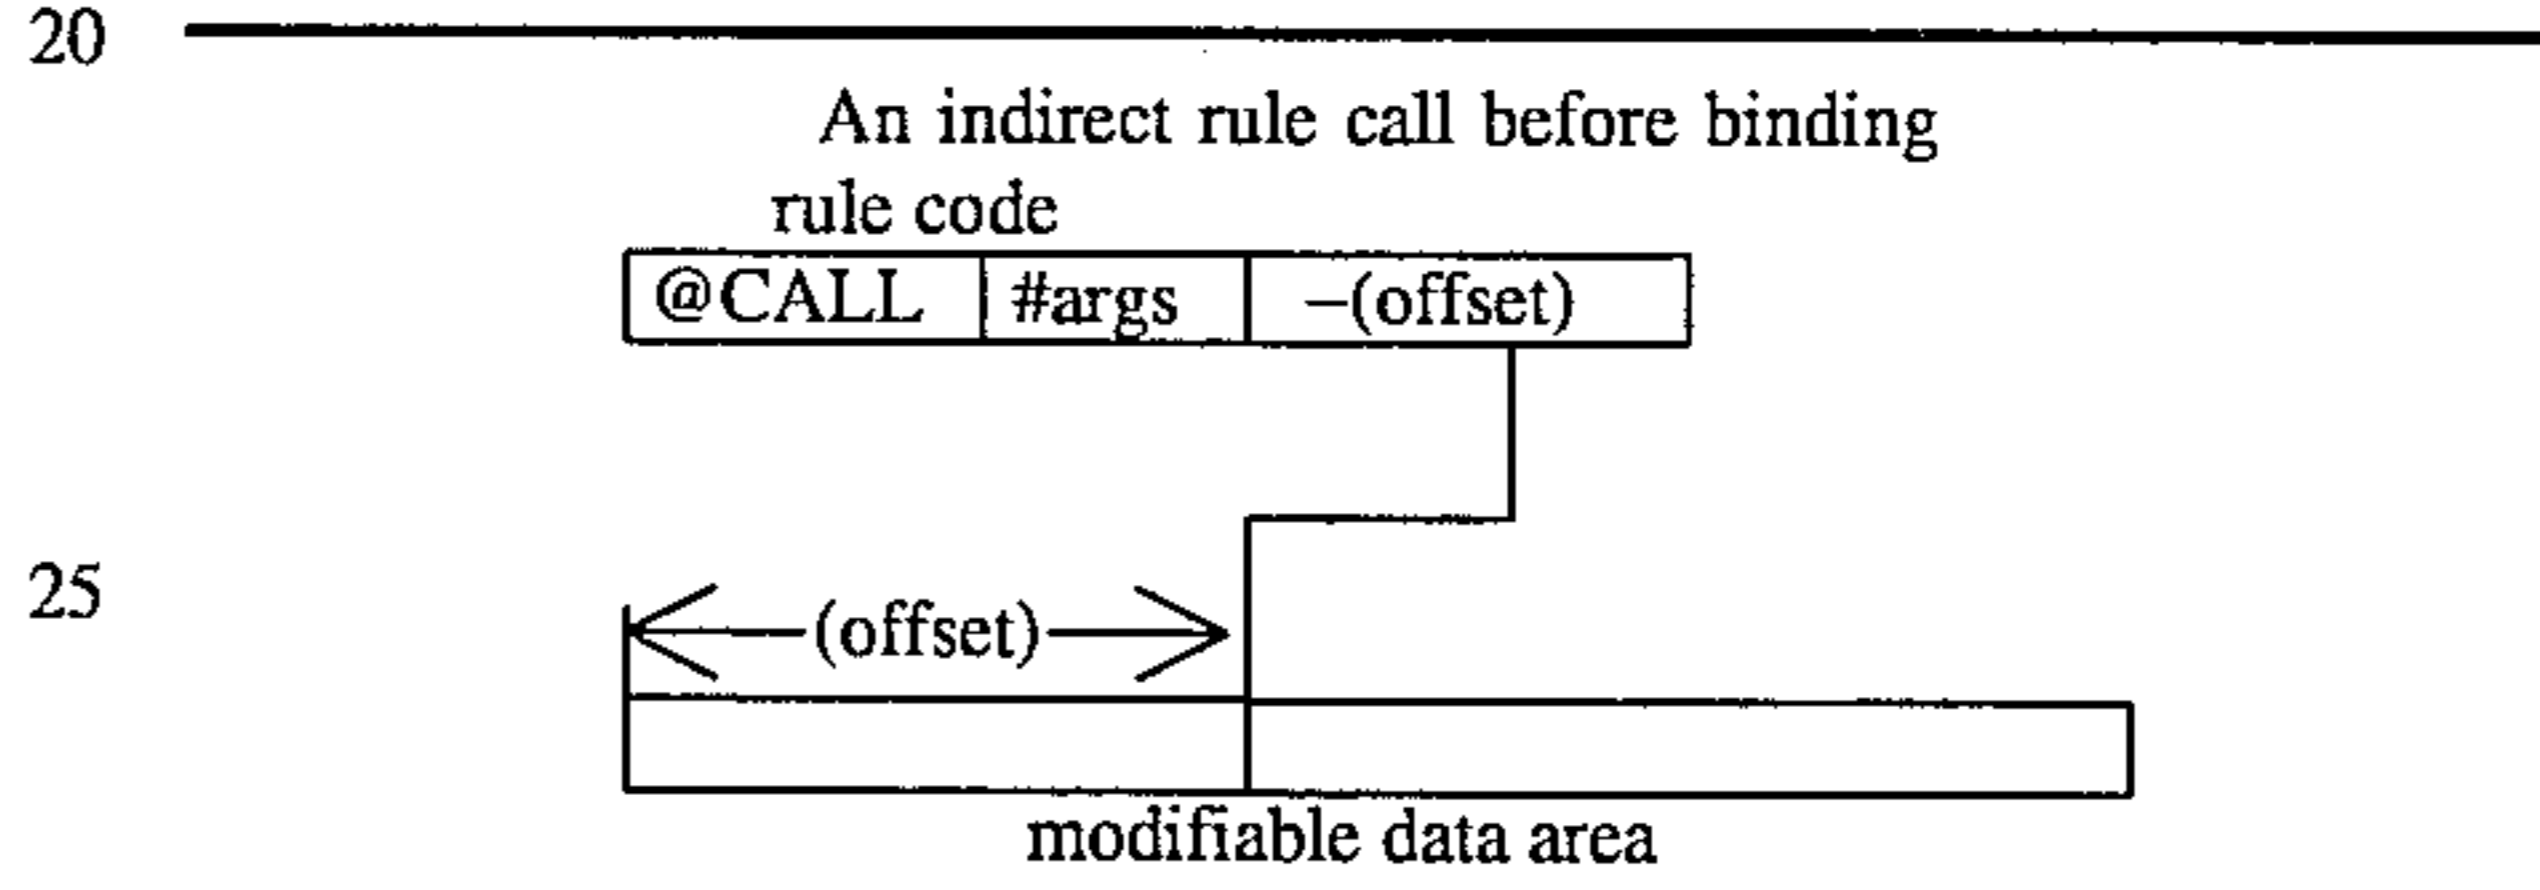 20
An indirect rule call before binding
rule code
@CALL #args –(offset)
25
(offset)
modifiable data area